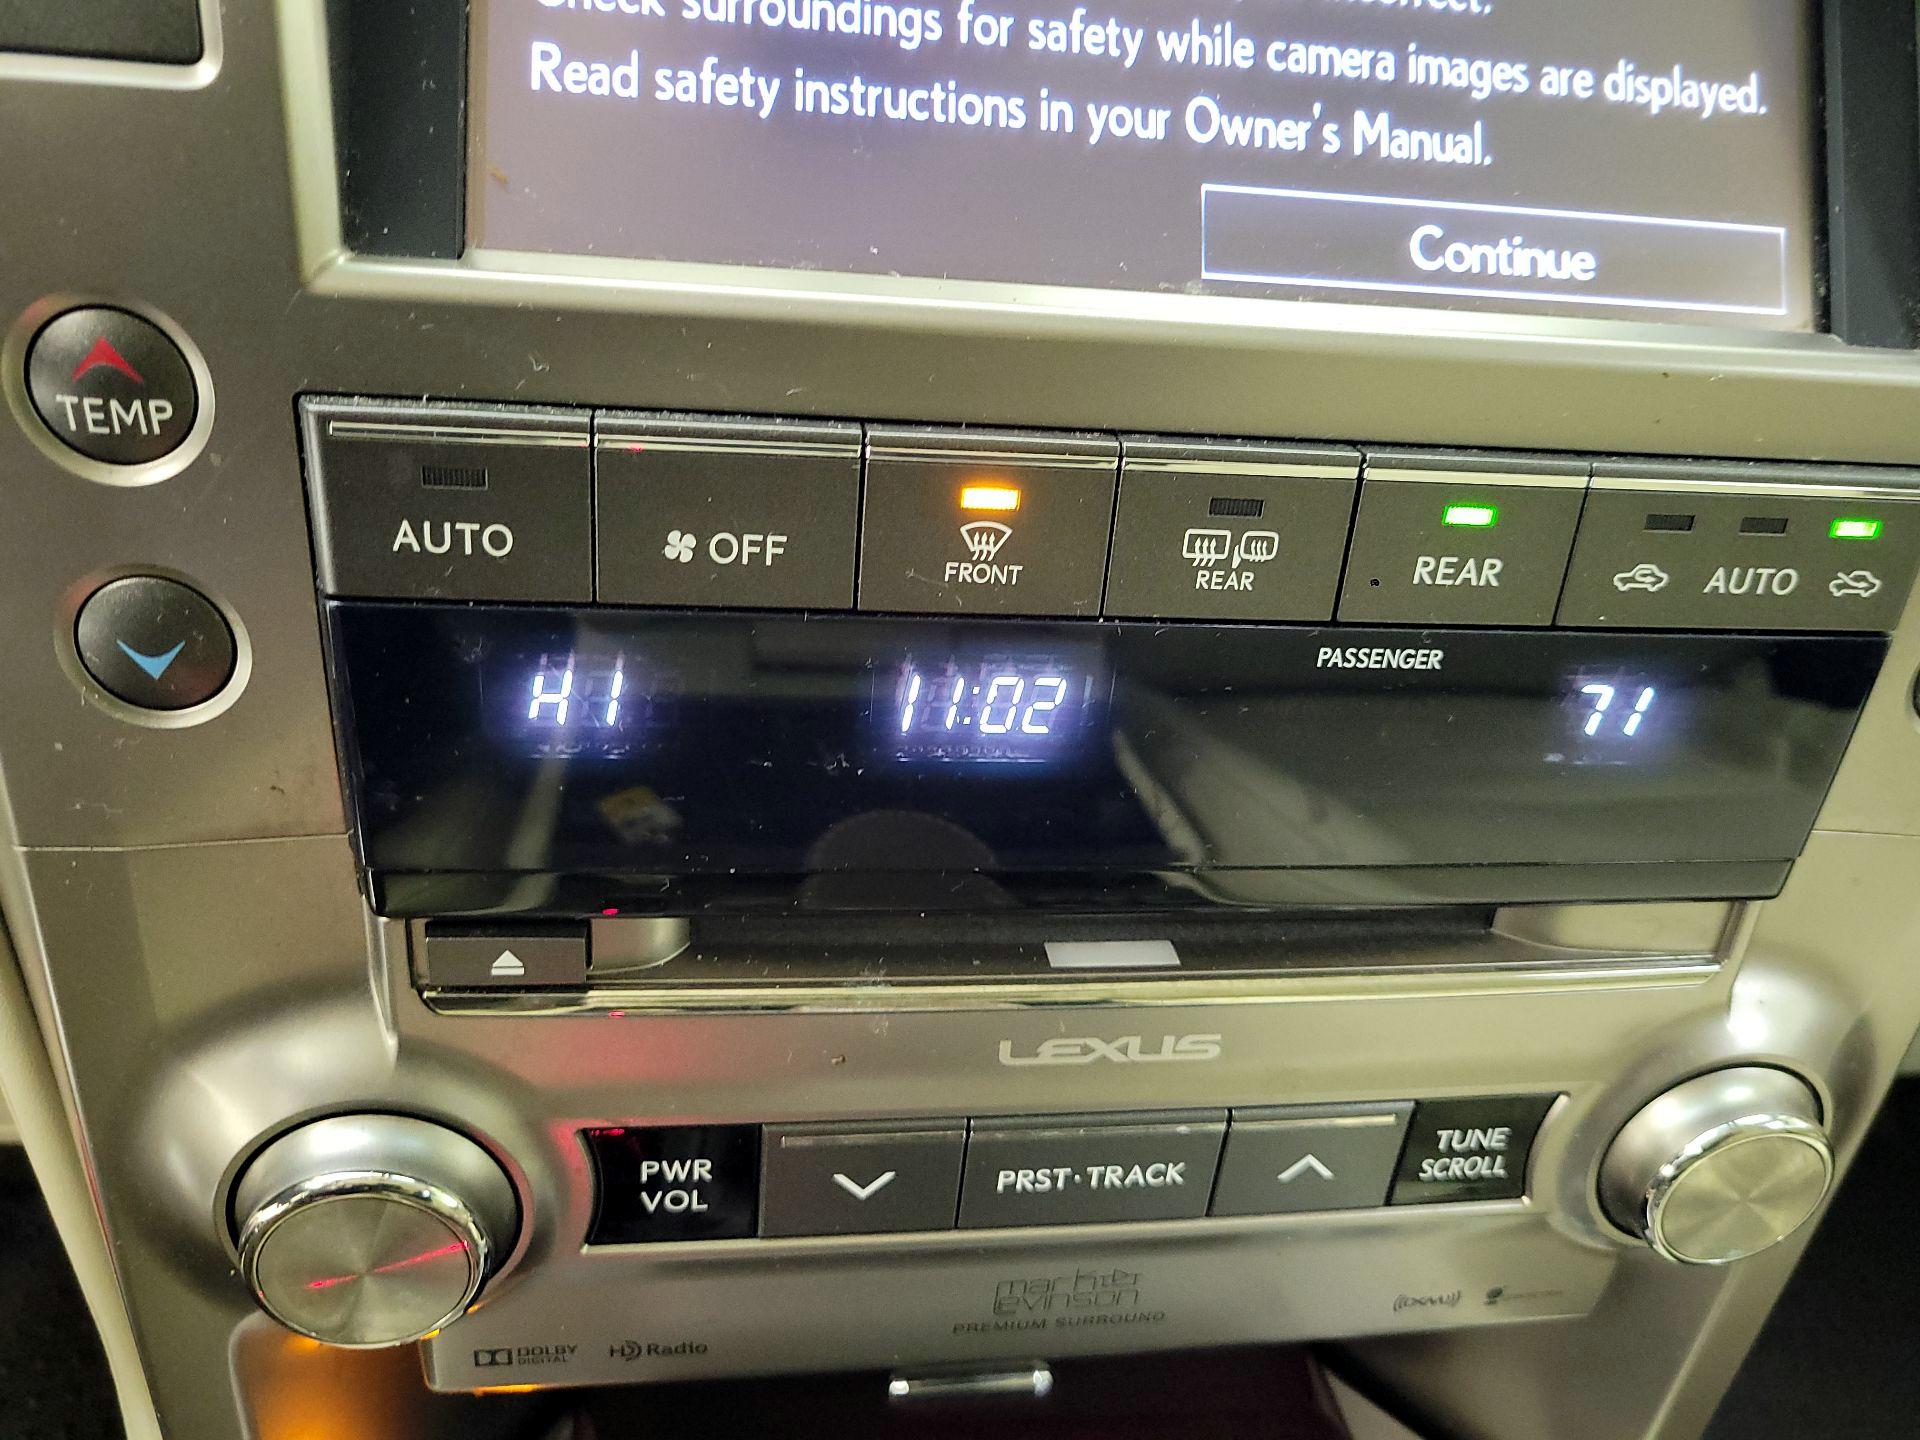 incorrect.
Check surroundings for safety while camera images are displayed.
Read safety instructions in your Owner's Manual.
Continue
TEMP
AUTO
OFF
FRONT
REAR
REAR
AUTO
PASSENGER
HI
11:02
71
LEXUS
PWR
VOL
PRST·TRACK
TUNE
SCROLL
mark
levinson
PREMIUM SURROUND
DOLBY
DIGITAL
HD Radio
((XM))